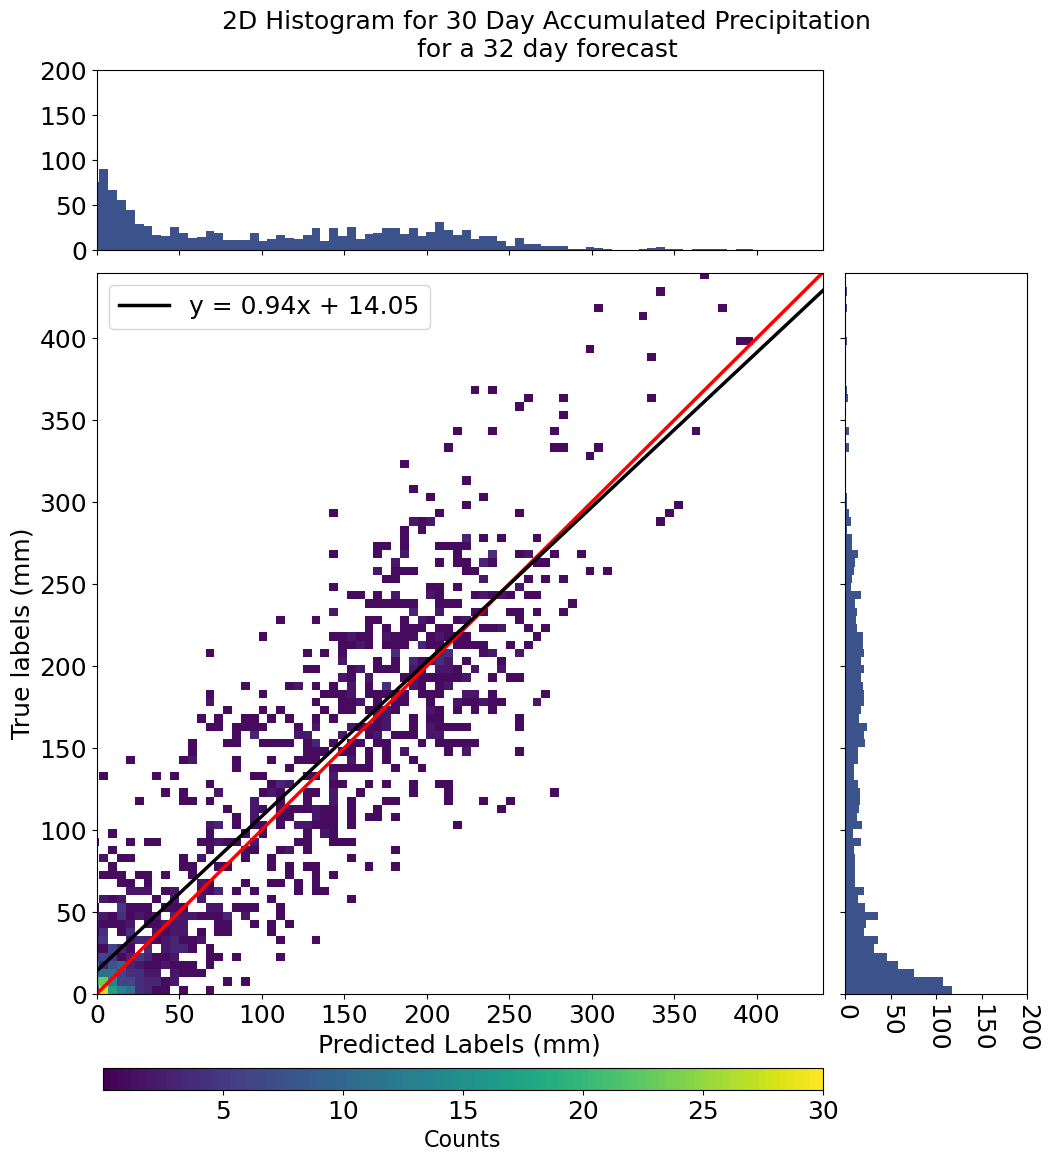 2D Histogram for 30 Day Accumulated Precipitation
for a 32 day forecast
200
150
100
50
0
y = 0.94x + 14.05
True labels (mm)
400
350
300
250
200
150
100
50
0
0 50 100 150 200 250 300 350 400
Predicted Labels (mm)
0 50 100 150 200
5 10 15 20 25 30
Counts